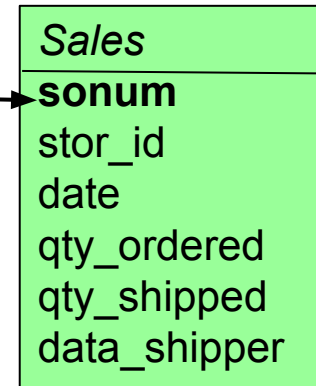 Sales
sonum
stor_id
date
qty_ordered
qty_shipped
data_shipper